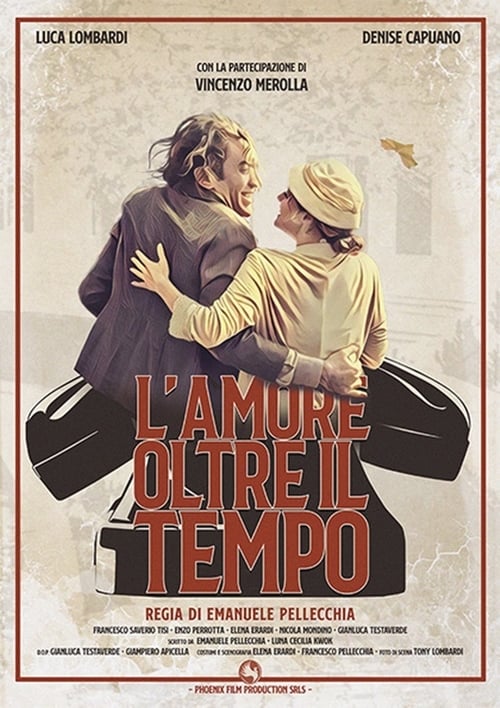 LUCA LOMBARDI
DENISE CAPUANO
CON LA PARTECIPAZIONE DI
VINCENZO MEROLLA
L'AMORE
OLTRE IL
TEMPO
REGIA DI EMANUELE PELLECCHIA
FRANCESCO SAVERIO TISI · ENZO PERROTTA · ELENA ERARDI · NICOLA MONDINO · GIANLUCA TESTAVERDE
SCRITTO DA EMANUELE PELLECCHIA · LUNA CECILIA KWOK
D.O.P GIANLUCA TESTAVERDE · GIAMPIERO APICELLA COSTUMI E SCENOGRAFIA ELENA ERARDI · FRANCESCO PELLECCHIA · FOTO DI SCENA TONY LOMBARDI
- PHOENIX FILM PRODUCTION SRLS -